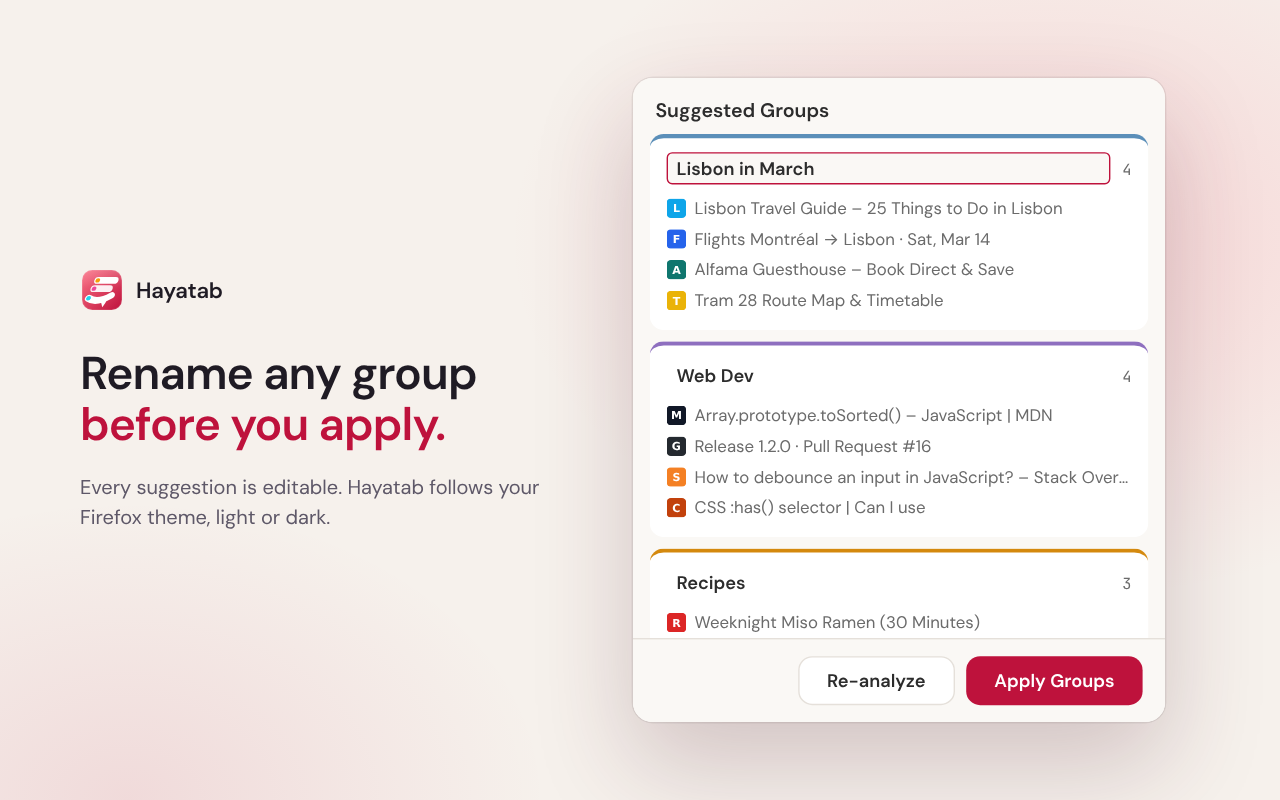 Hayatab
Rename any group
before you apply.
Every suggestion is editable. Hayatab follows your
Firefox theme, light or dark.
Suggested Groups
Lisbon in March 4
L Lisbon Travel Guide – 25 Things to Do in Lisbon
F Flights Montréal → Lisbon · Sat, Mar 14
A Alfama Guesthouse – Book Direct & Save
T Tram 28 Route Map & Timetable
Web Dev 4
M Array.prototype.toSorted() – JavaScript | MDN
G Release 1.2.0 · Pull Request #16
S How to debounce an input in JavaScript? – Stack Over…
C CSS :has() selector | Can I use
Recipes 3
R Weeknight Miso Ramen (30 Minutes)
Re-analyze Apply Groups